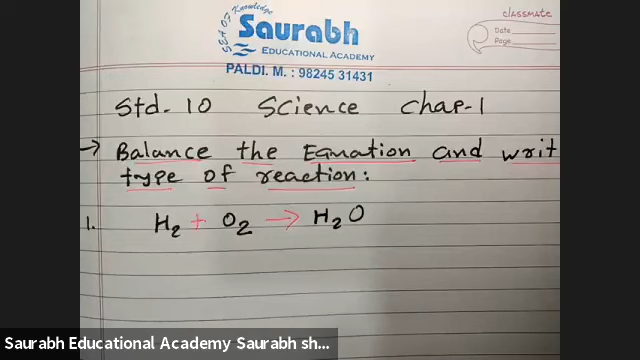 SEA OF Knowledge
Saurabh
EDUCATIONAL ACADEMY
PALDI. M. : 98245 31431
CLASSMATE
Date
Page
Std-10 Science Chap-1
→ Balance the Equation and writ
type of reaction:
1. H₂ + O₂ → H₂O
Saurabh Educational Academy Saurabh sh...